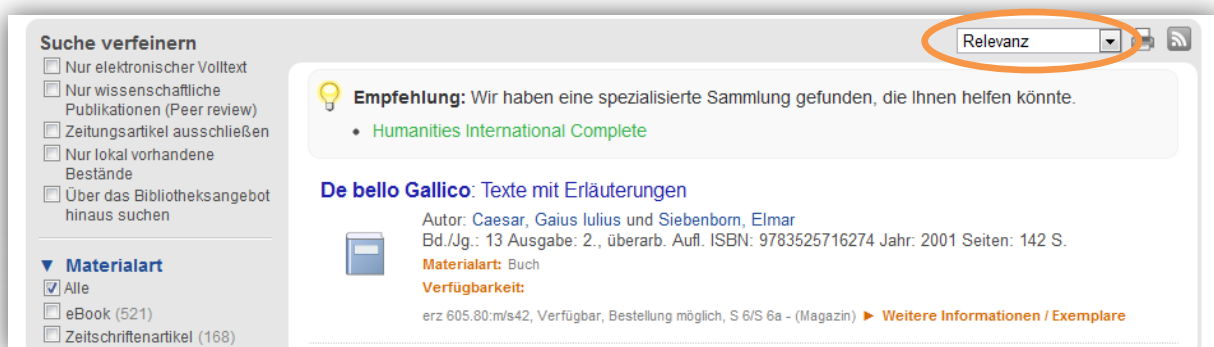 Suche verfeinern
Nur elektronischer Volltext
Nur wissenschaftliche
Publikationen (Peer review)
Zeitungsartikel ausschließen
Nur lokal vorhandene
Bestände
Über das Bibliotheksangebot
hinaus suchen
▼ Materialart
Alle
eBook (521)
Zeitschriftenartikel (168)
Relevanz
Empfehlung: Wir haben eine spezialisierte Sammlung gefunden, die Ihnen helfen könnte.
• Humanities International Complete
De bello Gallico: Texte mit Erläuterungen
Autor: Caesar, Gaius Iulius und Siebenborn, Elmar
Bd./Jg.: 13 Ausgabe: 2., überarb. Aufl. ISBN: 9783525716274 Jahr: 2001 Seiten: 142 S.
Materialart: Buch
Verfügbarkeit:
erz 605.80:m/s42, Verfügbar, Bestellung möglich, S 6/S 6a - (Magazin) ► Weitere Informationen / Exemplare